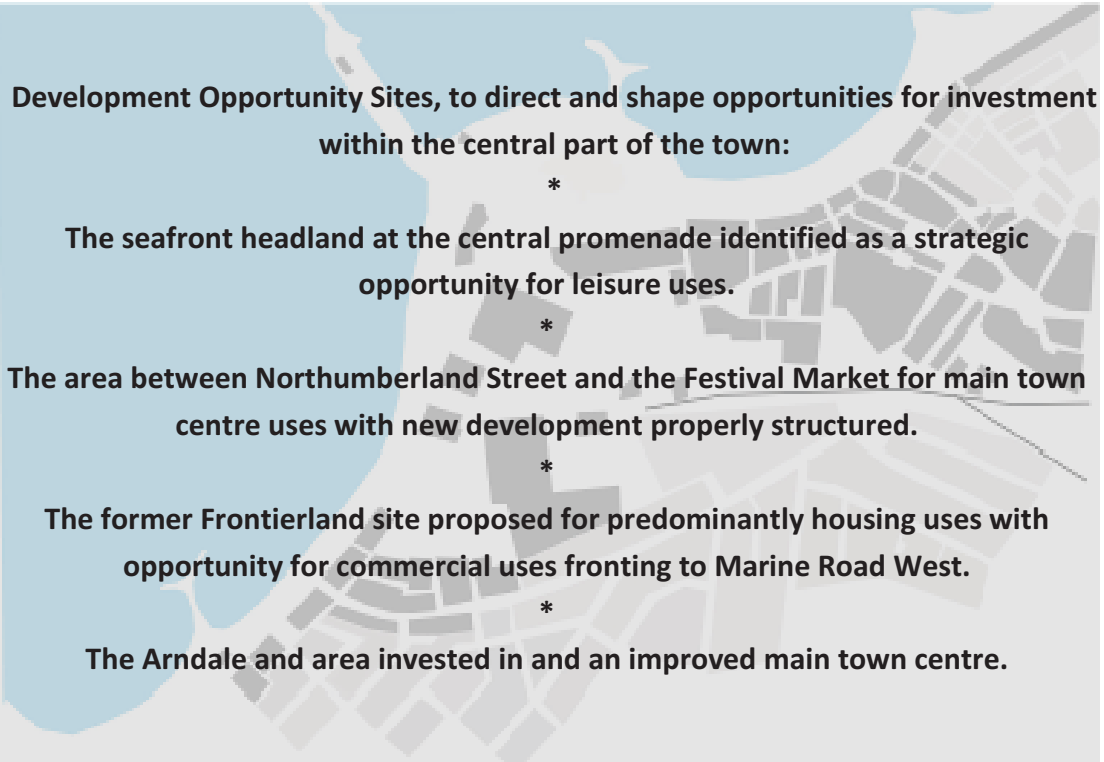 Development Opportunity Sites, to direct and shape opportunities for investment
within the central part of the town:
*
The seafront headland at the central promenade identified as a strategic
opportunity for leisure uses.
*
The area between Northumberland Street and the Festival Market for main town
centre uses with new development properly structured.
*
The former Frontierland site proposed for predominantly housing uses with
opportunity for commercial uses fronting to Marine Road West.
*
The Arndale and area invested in and an improved main town centre.